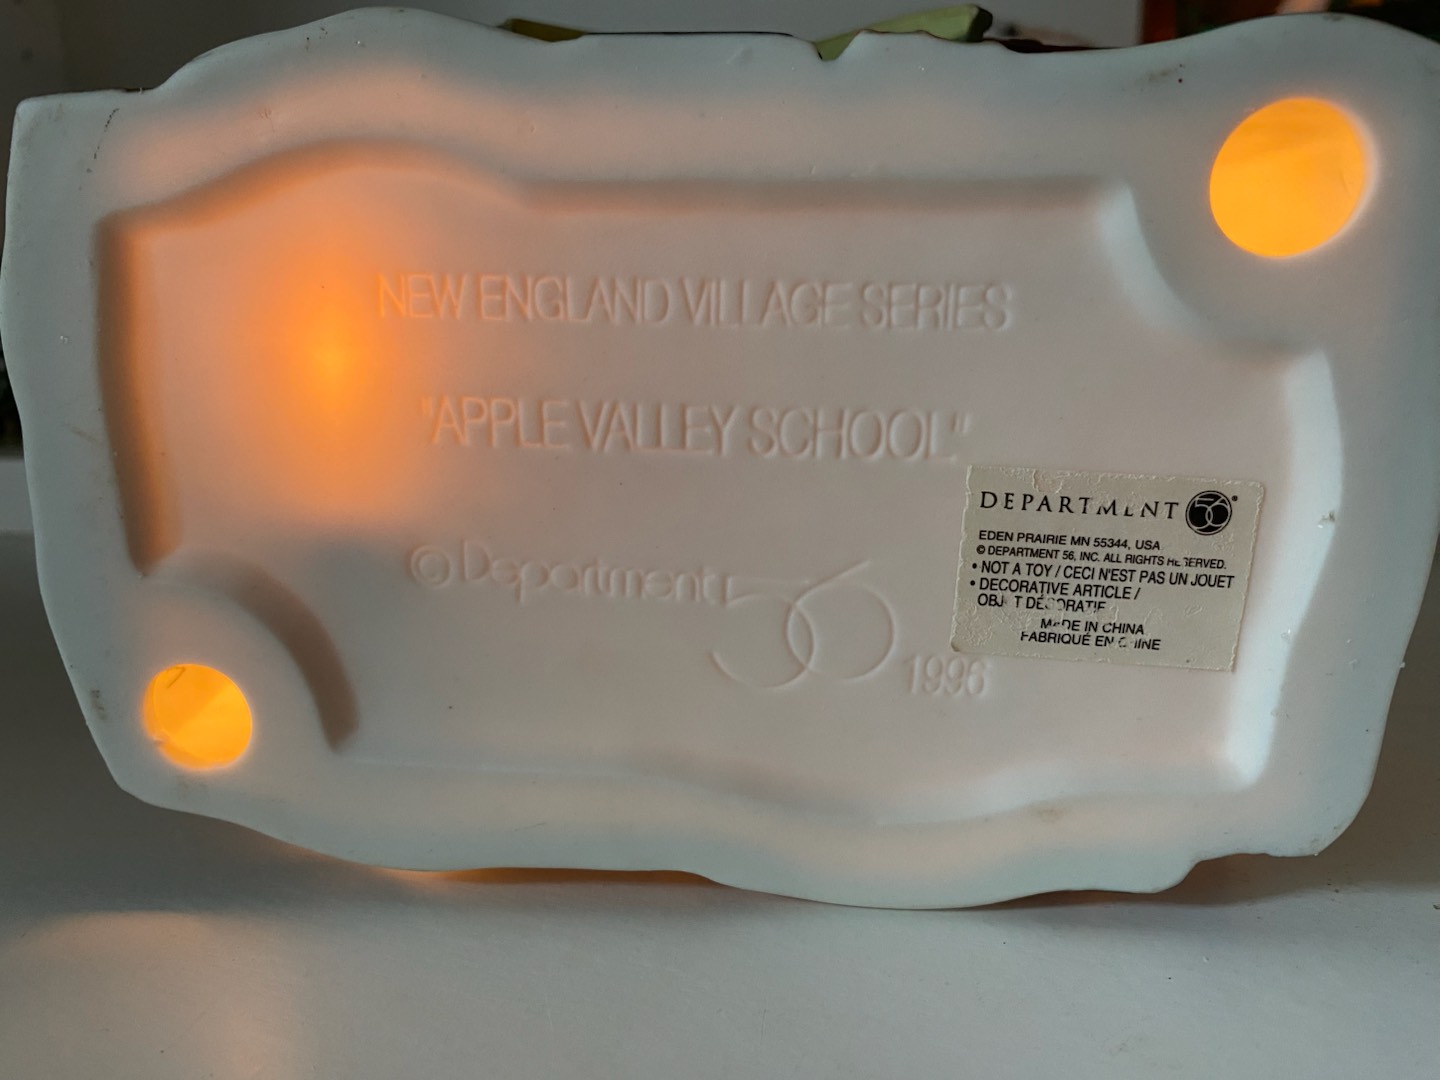 NEW ENGLAND VILLAGE SERIES
"APPLE VALLEY SCHOOL"
© Department 56 1996
DEPARTMENT 56®
EDEN PRAIRIE MN 55344, USA
© DEPARTMENT 56, INC. ALL RIGHTS RESERVED.
• NOT A TOY / CECI N'EST PAS UN JOUET
• DECORATIVE ARTICLE /
OBJET DÉCORATIF
MADE IN CHINA
FABRIQUÉ EN CHINE